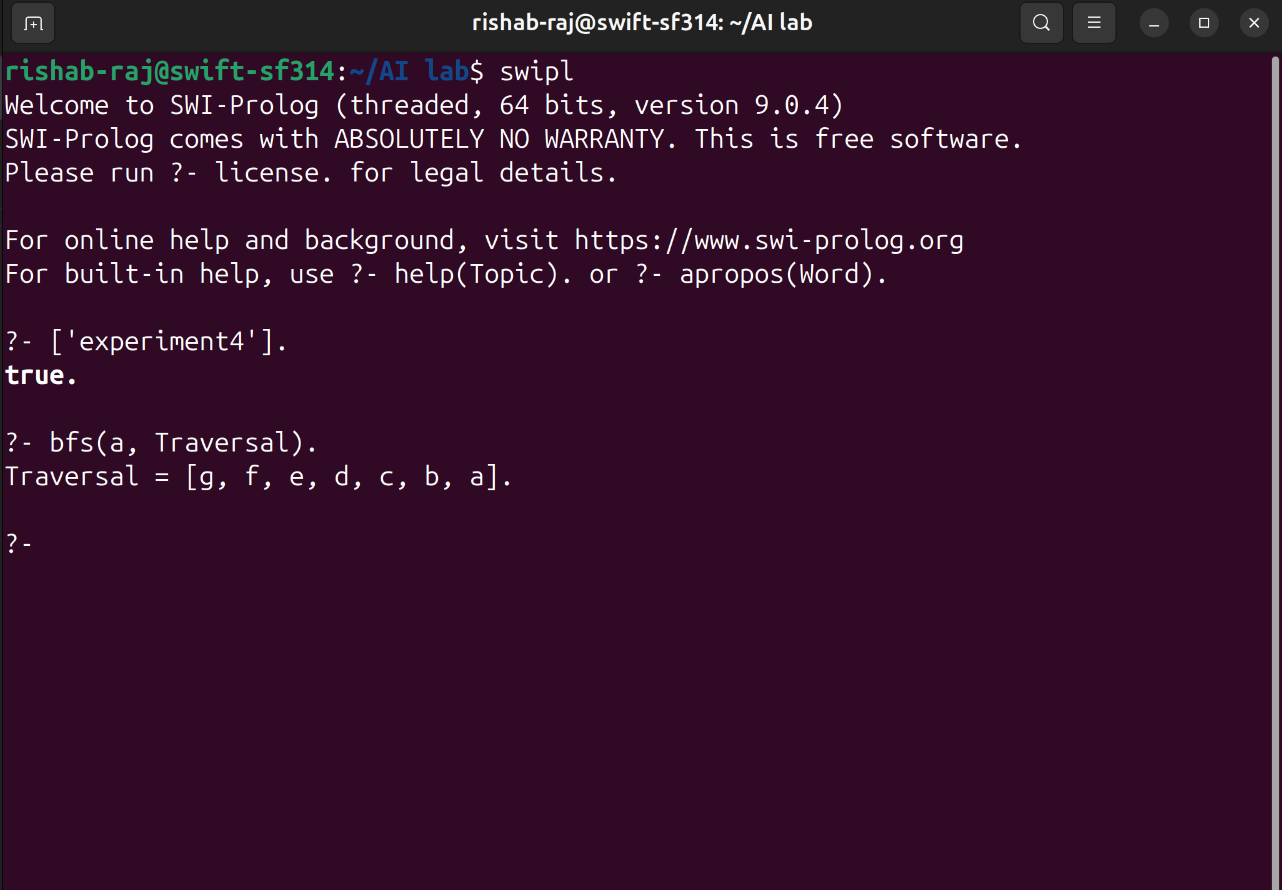 rishab-raj@swift-sf314: ~/AI lab
rishab-raj@swift-sf314:~/AI lab$ swipl
Welcome to SWI-Prolog (threaded, 64 bits, version 9.0.4)
SWI-Prolog comes with ABSOLUTELY NO WARRANTY. This is free software.
Please run ?- license. for legal details.
For online help and background, visit https://www.swi-prolog.org
For built-in help, use ?- help(Topic). or ?- apropos(Word).
?- ['experiment4'].
true.
?- bfs(a, Traversal).
Traversal = [g, f, e, d, c, b, a].
?-